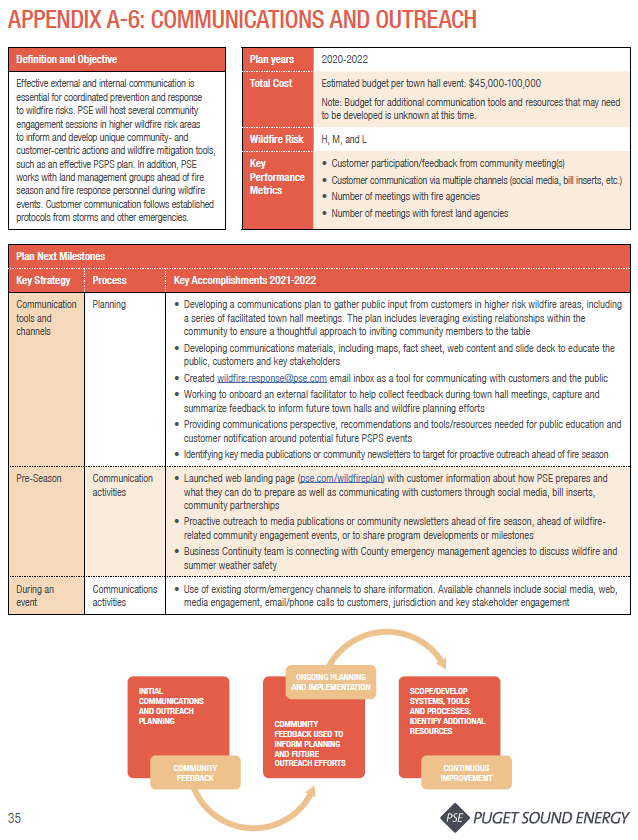 APPENDIX A-6: COMMUNICATIONS AND OUTREACH
Definition and Objective
Effective external and internal communication is
essential for coordinated prevention and response
to wildfire risks. PSE will host several community
engagement sessions in higher wildfire risk areas
to inform and develop unique community- and
customer-centric actions and wildfire mitigation tools,
such as an effective PSPS plan. In addition, PSE
works with land management groups ahead of fire
season and fire response personnel during wildfire
events. Customer communication follows established
protocols from storms and other emergencies.
Plan years
2020-2022
Total Cost
Estimated budget per town hall event: $45,000-100,000
Note: Budget for additional communication tools and resources that may need
to be developed is unknown at this time.
Wildfire Risk
H, M, and L
Key
Performance
Metrics
• Customer participation/feedback from community meeting(s)
• Customer communication via multiple channels (social media, bill inserts, etc.)
• Number of meetings with fire agencies
• Number of meetings with forest land agencies
Plan Next Milestones
Key Strategy
Process
Key Accomplishments 2021-2022
Communication
tools and
channels
Planning
• Developing a communications plan to gather public input from customers in higher risk wildfire areas, including
a series of facilitated town hall meetings. The plan includes leveraging existing relationships within the
community to ensure a thoughtful approach to inviting community members to the table
• Developing communications materials, including maps, fact sheet, web content and slide deck to educate the
public, customers and key stakeholders
• Created wildfire.response@pse.com email inbox as a tool for communicating with customers and the public
• Working to onboard an external facilitator to help collect feedback during town hall meetings, capture and
summarize feedback to inform future town halls and wildfire planning efforts
• Providing communications perspective, recommendations and tools/resources needed for public education and
customer notification around potential future PSPS events
• Identifying key media publications or community newsletters to target for proactive outreach ahead of fire season
Pre-Season
Communication
activities
• Launched web landing page (pse.com/wildfireplan) with customer information about how PSE prepares and
what they can do to prepare as well as communicating with customers through social media, bill inserts,
community partnerships
• Proactive outreach to media publications or community newsletters ahead of fire season, ahead of wildfire-
related community engagement events, or to share program developments or milestones
• Business Continuity team is connecting with County emergency management agencies to discuss wildfire and
summer weather safety
During an
event
Communications
activities
• Use of existing storm/emergency channels to share information. Available channels include social media, web,
media engagement, email/phone calls to customers, jurisdiction and key stakeholder engagement
INITIAL
COMMUNICATIONS
AND OUTREACH
PLANNING
COMMUNITY
FEEDBACK
ONGOING PLANNING
AND IMPLEMENTATION
COMMUNITY
FEEDBACK USED TO
INFORM PLANNING
AND FUTURE
OUTREACH EFFORTS
SCOPE/DEVELOP
SYSTEMS, TOOLS
AND PROCESSES;
IDENTIFY ADDITIONAL
RESOURCES
CONTINUOUS
IMPROVEMENT
35
PSE PUGET SOUND ENERGY